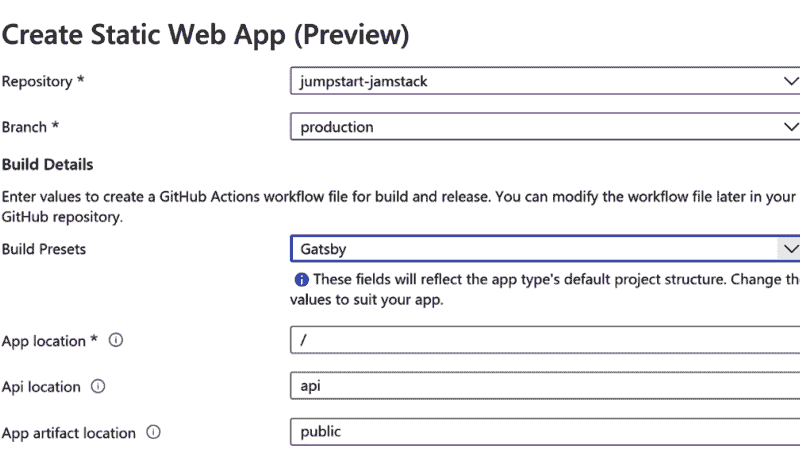 Create Static Web App (Preview)
Repository * jumpstart-jamstack
Branch * production
Build Details
Enter values to create a GitHub Actions workflow file for build and release. You can modify the workflow file later in your
GitHub repository.
Build Presets Gatsby
These fields will reflect the app type's default project structure. Change the
values to suit your app.
App location * /
Api location api
App artifact location public